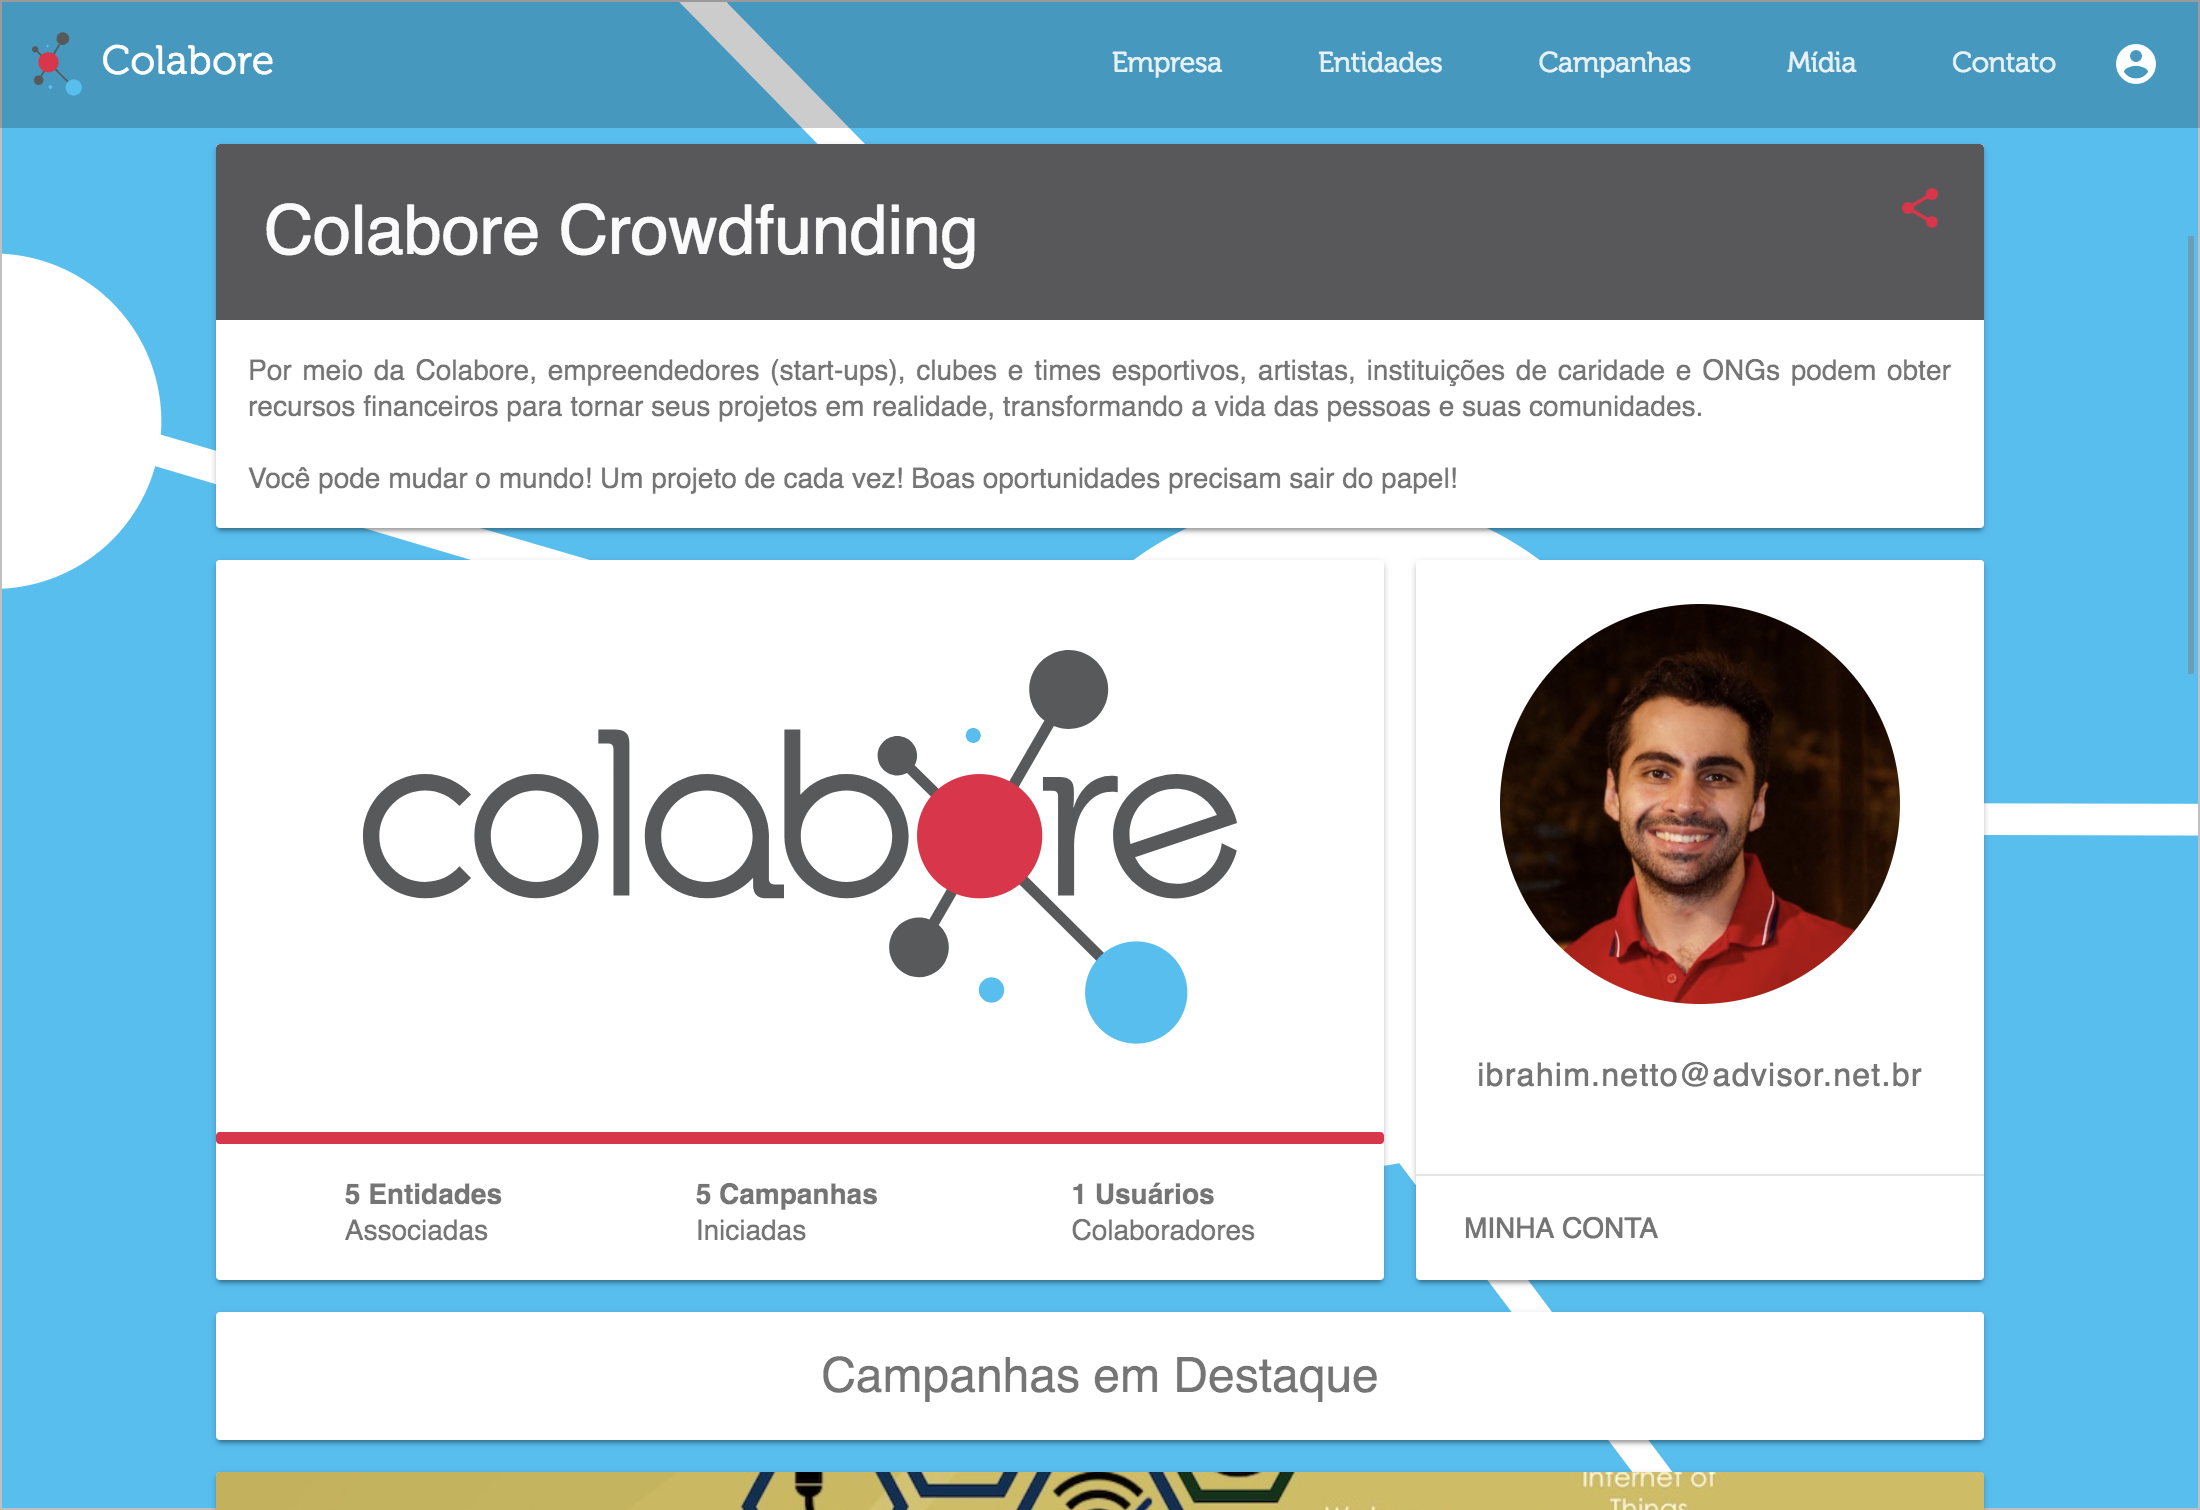 Colabore
Empresa
Entidades
Campanhas
Mídia
Contato
Colabore Crowdfunding
Por meio da Colabore, empreendedores (start-ups), clubes e times esportivos, artistas, instituições de caridade e ONGs podem obter
recursos financeiros para tornar seus projetos em realidade, transformando a vida das pessoas e suas comunidades.
Você pode mudar o mundo! Um projeto de cada vez! Boas oportunidades precisam sair do papel!
colabore
ibrahim.netto@advisor.net.br
5 Entidades
Associadas
5 Campanhas
Iniciadas
1 Usuários
Colaboradores
MINHA CONTA
Campanhas em Destaque
Internet of
Things